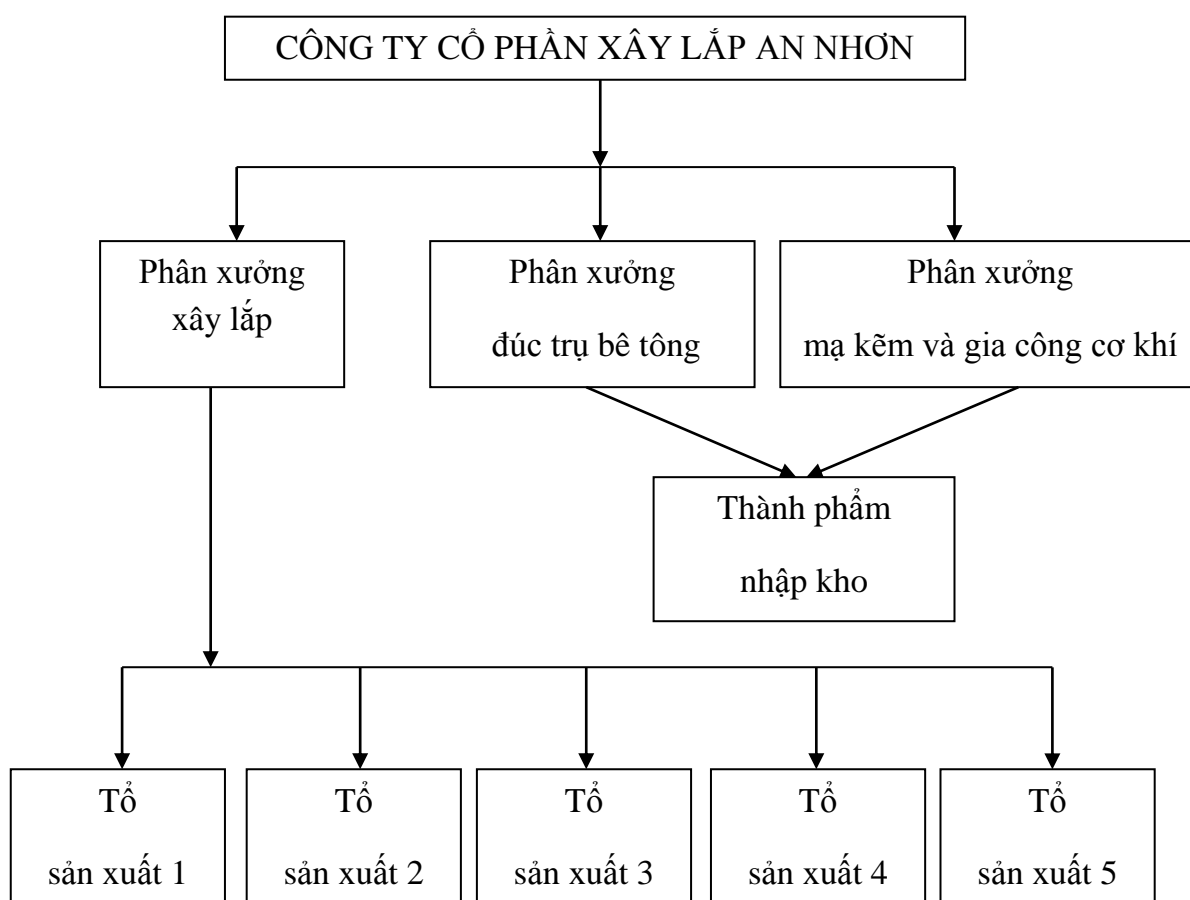 CÔNG TY CỔ PHẦN XÂY LẮP AN NHƠN
Phân xưởng
xây lắp
Phân xưởng
đúc trụ bê tông
Phân xưởng
mạ kẽm và gia công cơ khí
Thành phẩm
nhập kho
Tổ
sản xuất 1
Tổ
sản xuất 2
Tổ
sản xuất 3
Tổ
sản xuất 4
Tổ
sản xuất 5